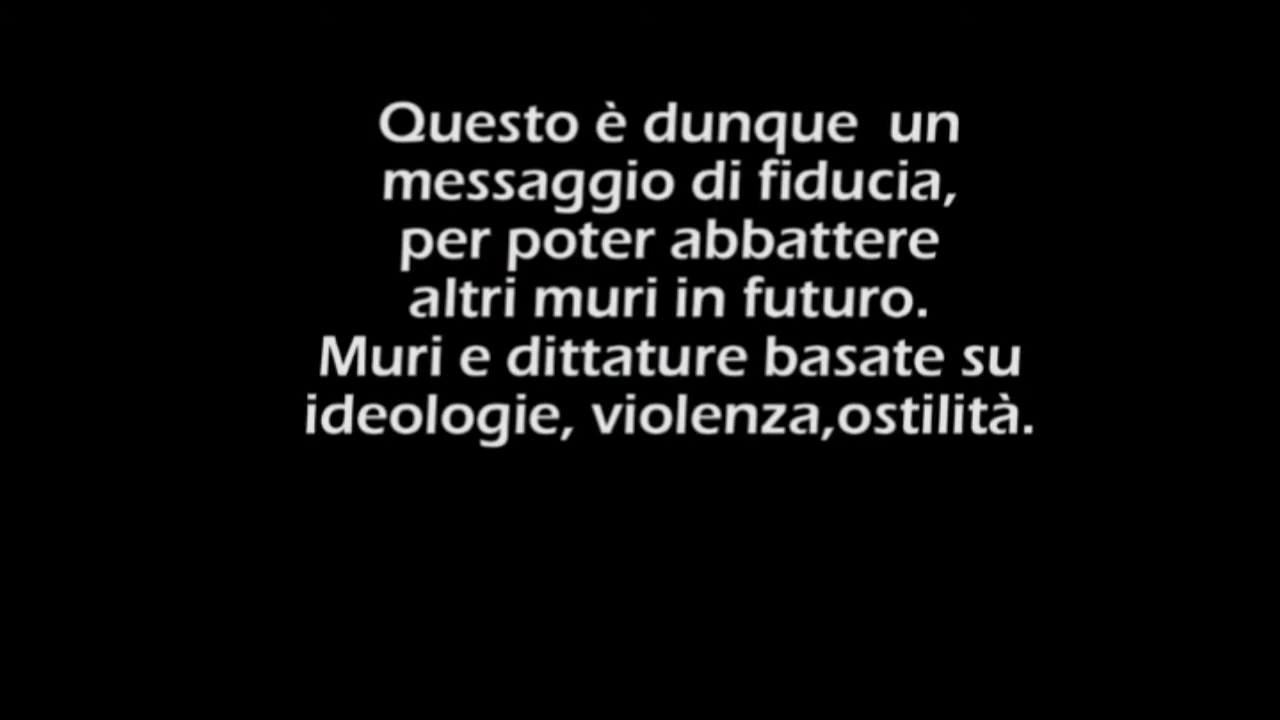 Questo è dunque  un
messaggio di fiducia,
per poter abbattere
altri muri in futuro.
Muri e dittature basate su
ideologie, violenza,ostilità.